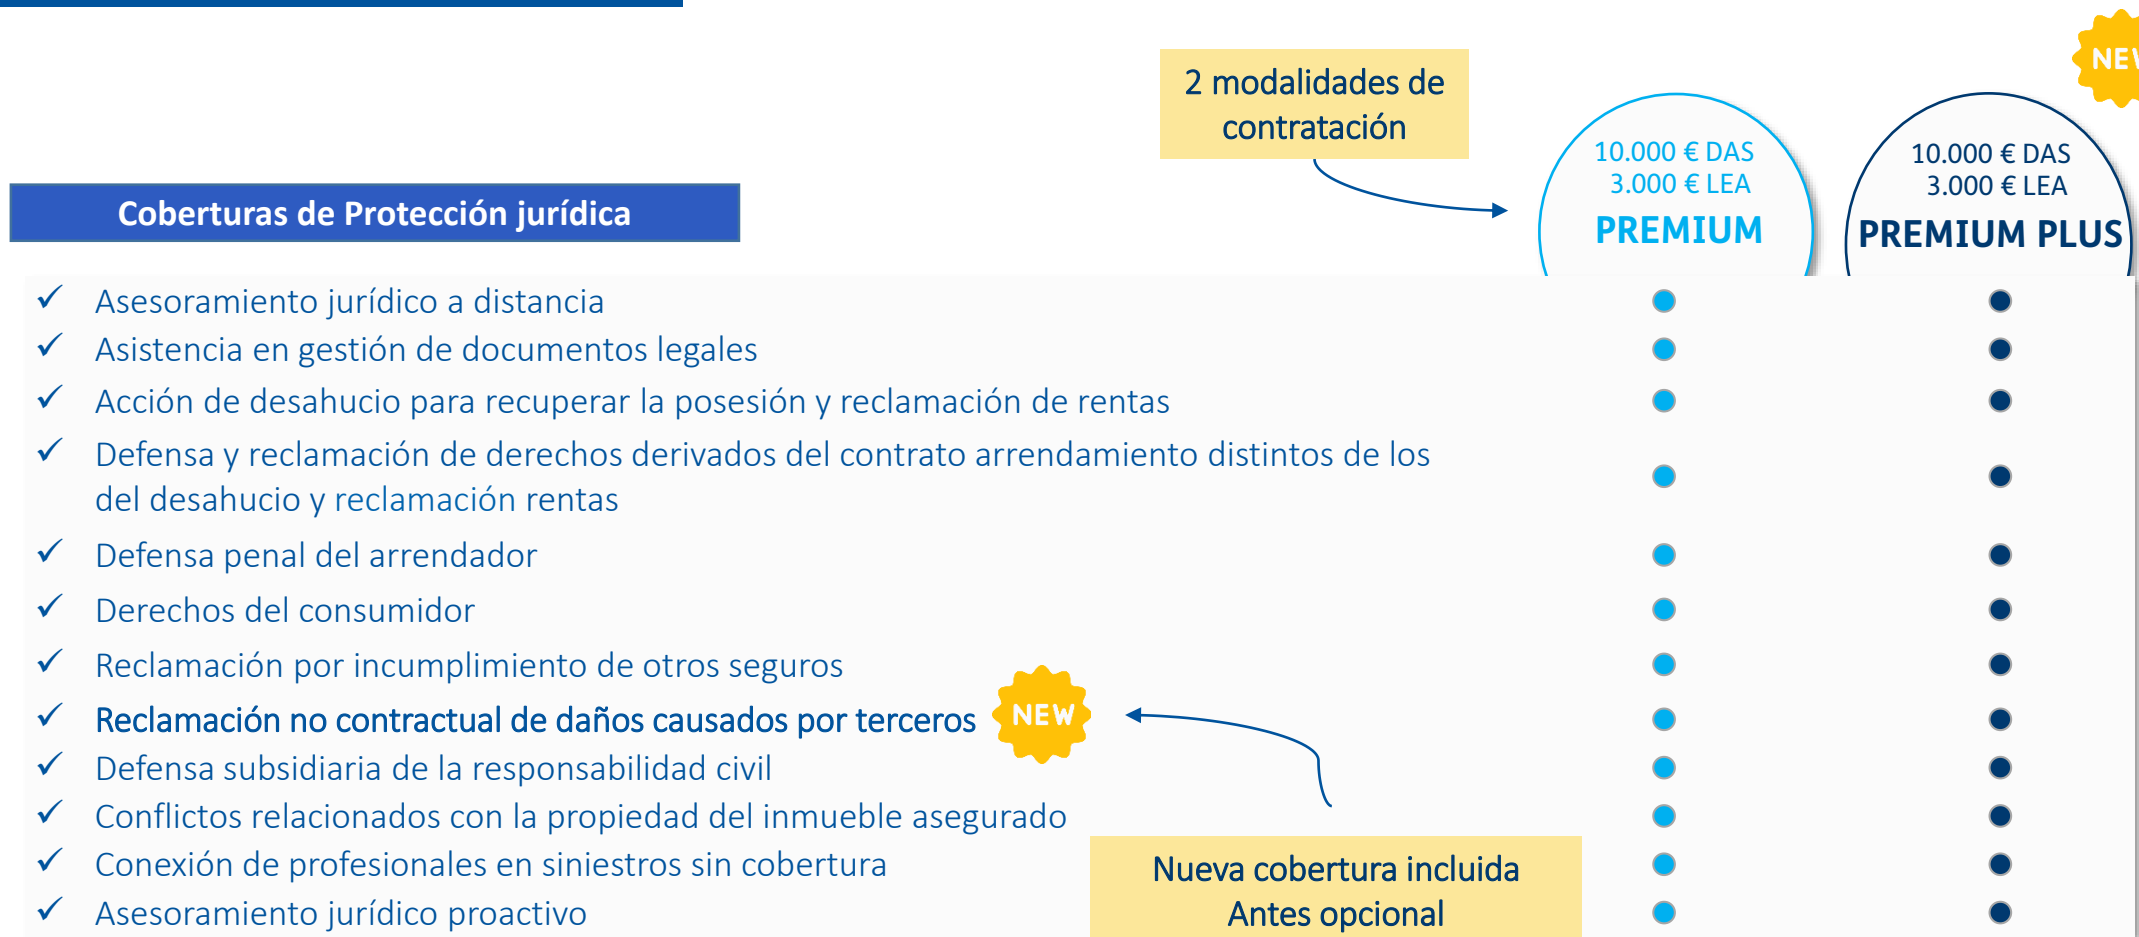 2 modalidades de
contratación
NEW
10.000 € DAS
3.000 € LEA
PREMIUM
10.000 € DAS
3.000 € LEA
PREMIUM PLUS
Coberturas de Protección jurídica
✓ Asesoramiento jurídico a distancia
✓ Asistencia en gestión de documentos legales
✓ Acción de desahucio para recuperar la posesión y reclamación de rentas
✓ Defensa y reclamación de derechos derivados del contrato arrendamiento distintos de los
del desahucio y reclamación rentas
✓ Defensa penal del arrendador
✓ Derechos del consumidor
✓ Reclamación por incumplimiento de otros seguros
✓ Reclamación no contractual de daños causados por terceros NEW
✓ Defensa subsidiaria de la responsabilidad civil
✓ Conflictos relacionados con la propiedad del inmueble asegurado
✓ Conexión de profesionales en siniestros sin cobertura
✓ Asesoramiento jurídico proactivo
Nueva cobertura incluida
Antes opcional